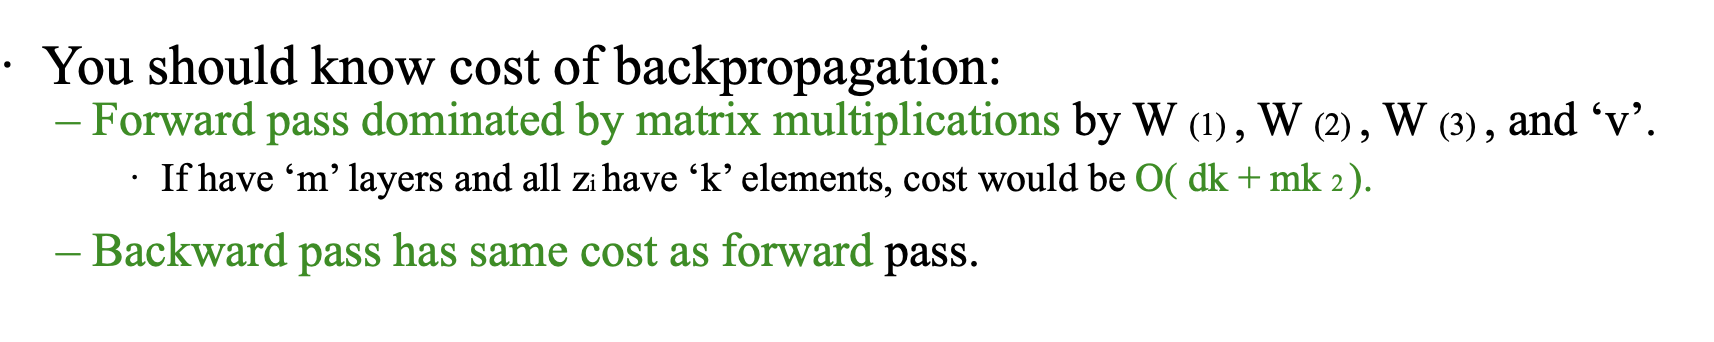 · You should know cost of backpropagation:
– Forward pass dominated by matrix multiplications by W (1) , W (2) , W (3) , and ‘v’.
· If have ‘m’ layers and all zi have ‘k’ elements, cost would be O( dk + mk 2 ).
– Backward pass has same cost as forward pass.